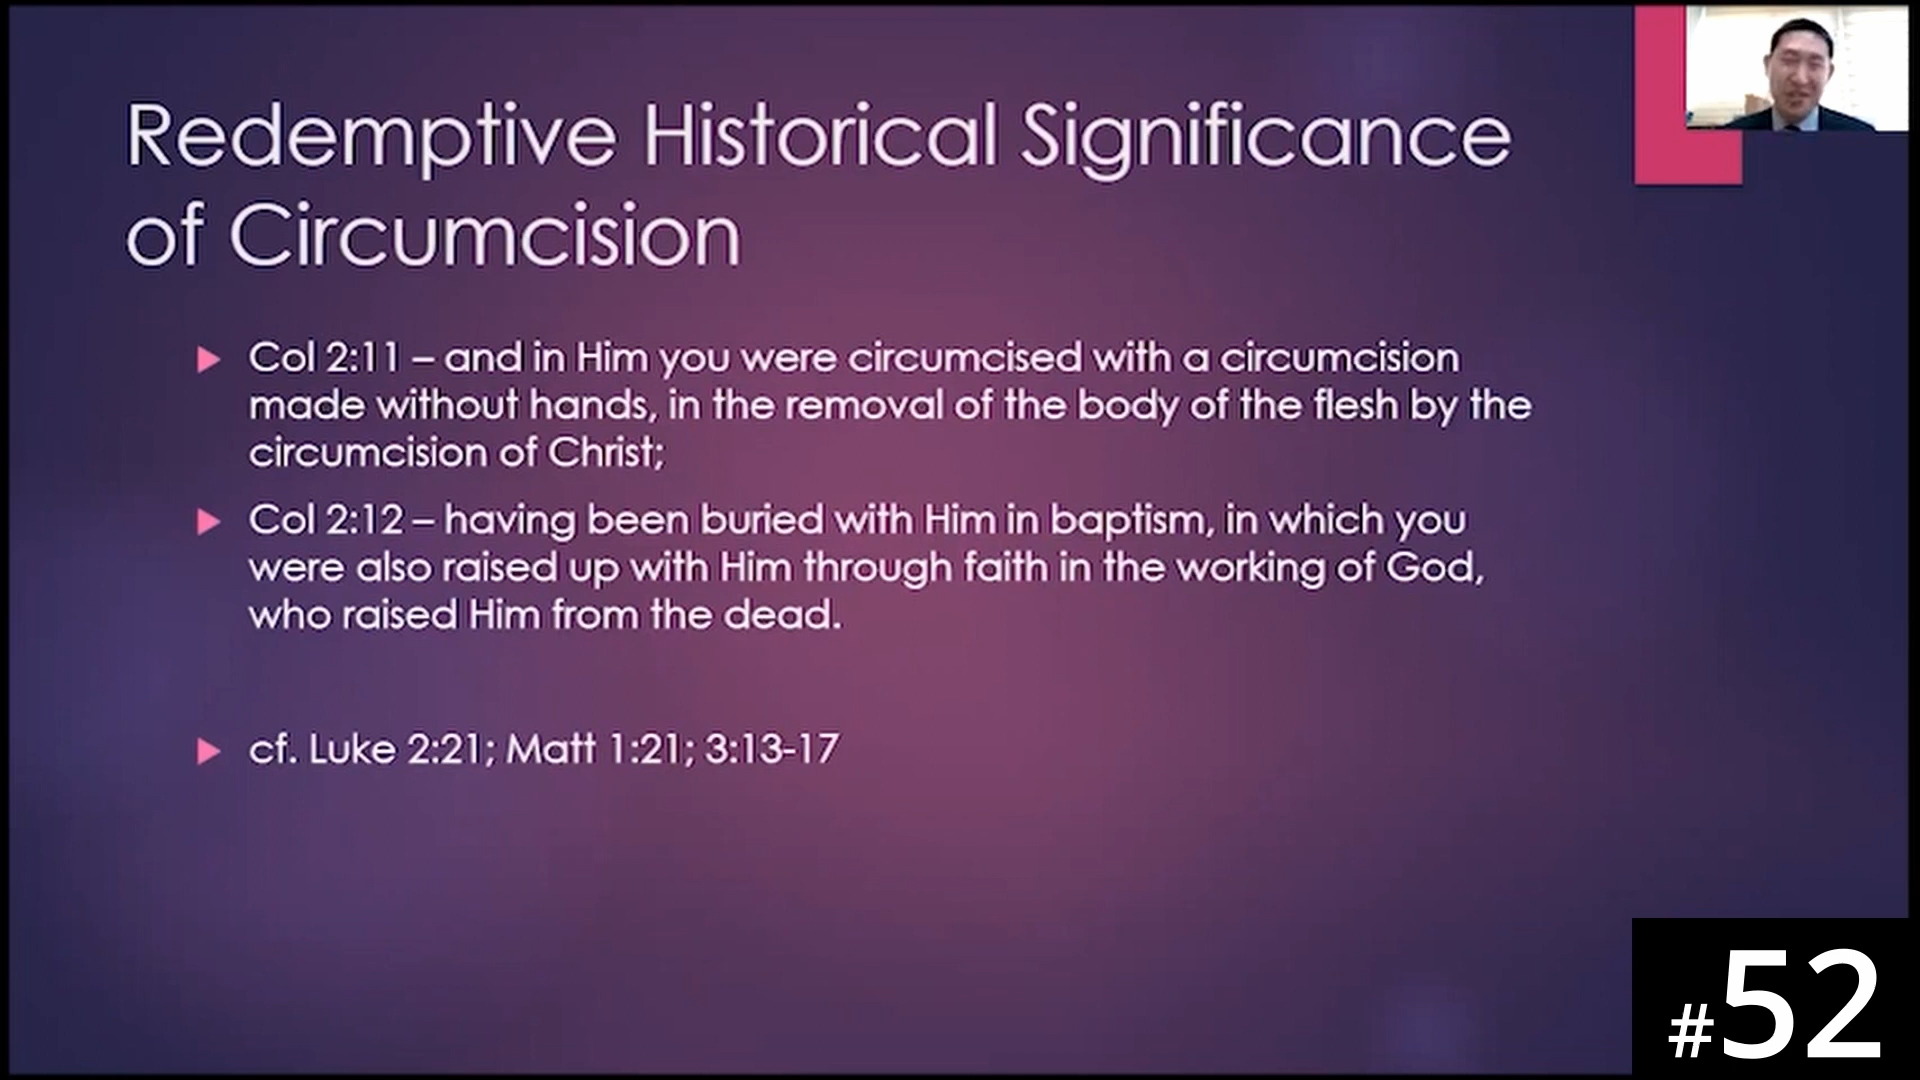 Redemptive Historical Significance
of Circumcision
Col 2:11 – and in Him you were circumcised with a circumcision
made without hands, in the removal of the body of the flesh by the
circumcision of Christ;
Col 2:12 – having been buried with Him in baptism, in which you
were also raised up with Him through faith in the working of God,
who raised Him from the dead.
cf. Luke 2:21; Matt 1:21; 3:13-17
#52